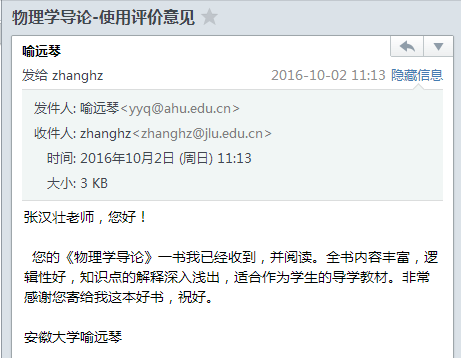 物理学导论-使用评价意见
喻远琴
发给 zhanghz 2016-10-02 11:13 隐藏信息
发件人: 喻远琴<yyq@ahu.edu.cn>
收件人: zhanghz<zhanghz@jlu.edu.cn>
时间: 2016年10月2日 (周日) 11:13
大小: 3 KB
张汉壮老师，您好！
您的《物理学导论》一书我已经收到，并阅读。全书内容丰富，逻
辑性好，知识点的解释深入浅出，适合作为学生的导学教材。非常
感谢您寄给我这本好书，祝好。
安徽大学喻远琴